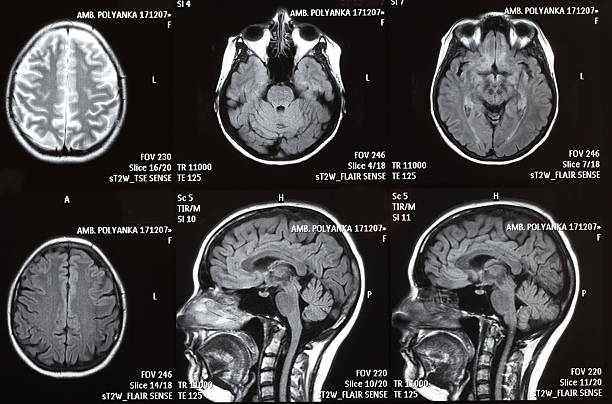 AMB. POLYANKA 171207»
F
L
FOV 230
Slice 16/20
sT2W_TSE SENSE
SI 4
AMB. POLYANKA 171207»
F
L
TR 11000
TE 125
FOV 246
Slice 4/18
sT2W_FLAIR SENSE
SI 7
AMB. POLYANKA 171207»
F
L
TR 11000
TE 125
FOV 246
Slice 7/18
sT2W_FLAIR SENSE
A
AMB. POLYANKA 171207»
F
L
FOV 246
Slice 14/18
sT2W_FLAIR SENSE
Sc 5
TIR/M
SI 10
H
AMB. POLYANKA 171207»
F
P
TR 11000
TE 125
FOV 220
Slice 10/20
sT2W_FLAIR SENSE
Sc 5
TIR/M
SI 11
H
AMB. POLYANKA 171207»
F
P
TR 11000
TE 125
FOV 220
Slice 11/20
sT2W_FLAIR SENSE